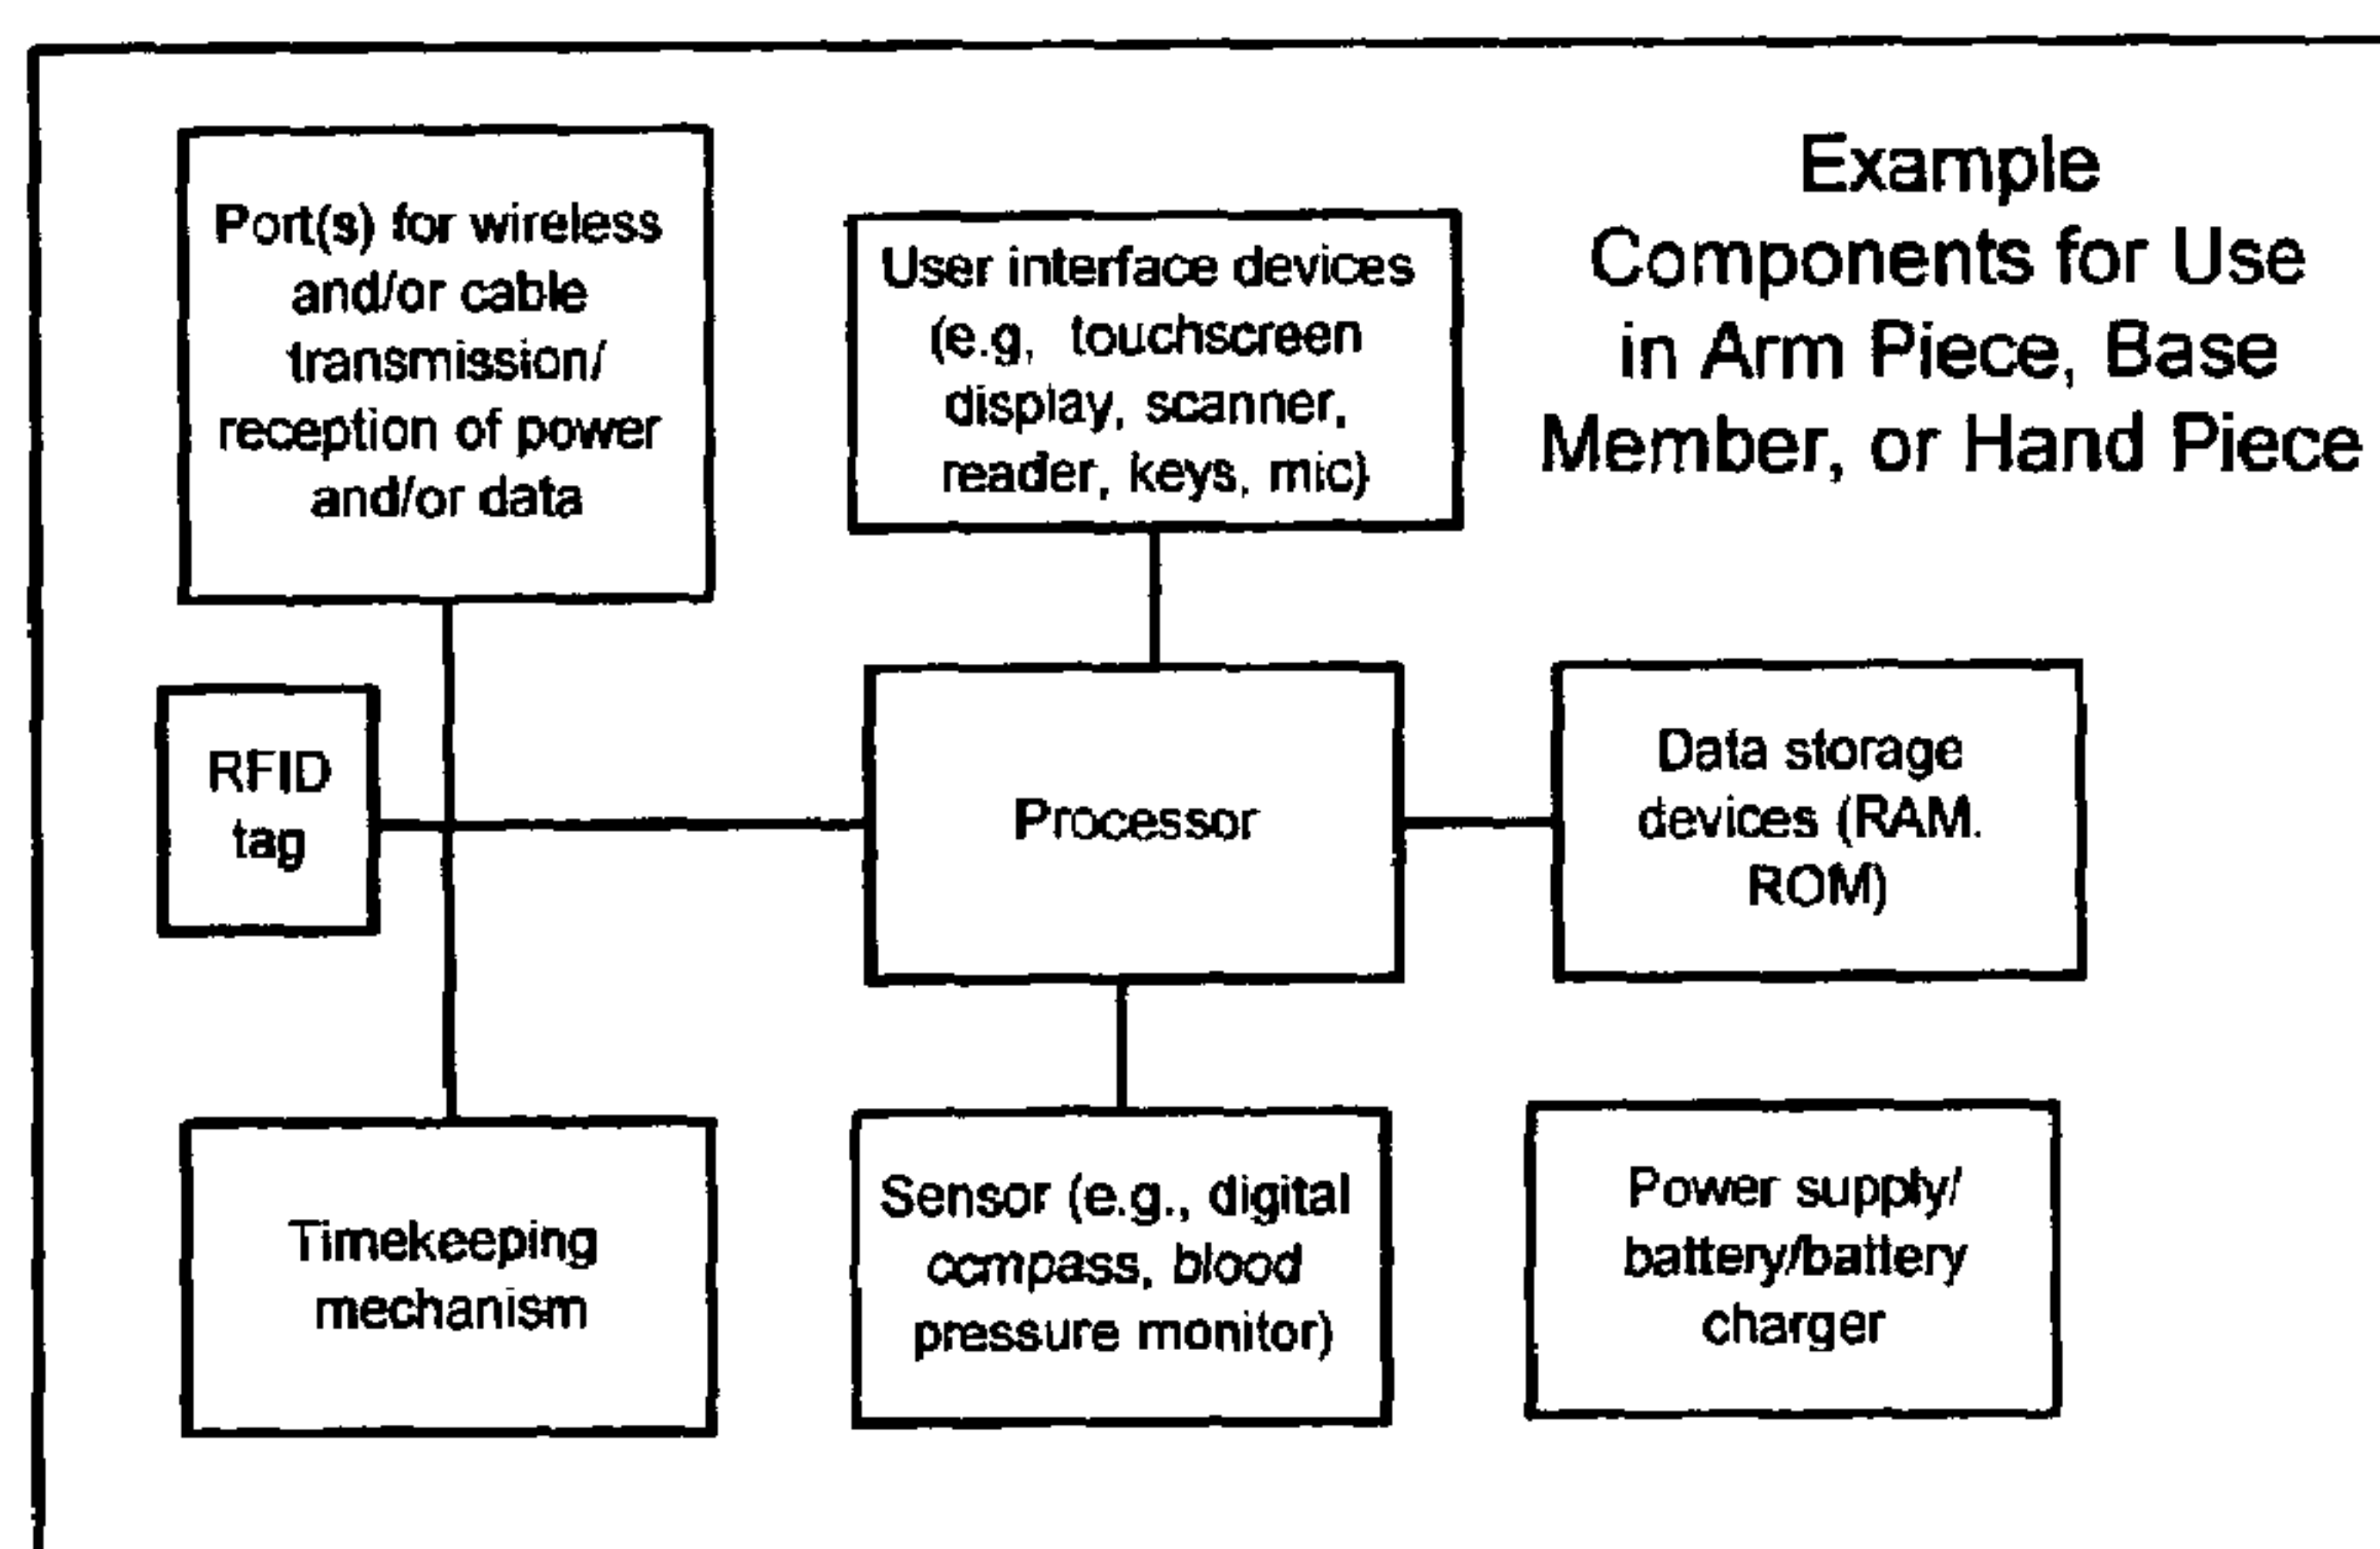 Example
Components for Use
in Arm Piece, Base
Member, or Hand Piece
Port(s) for wireless
and/or cable
transmission/
reception of power
and/or data
User interface devices
(e.g, touchscreen
display, scanner,
reader, keys, mic)
RFID
tag
Processor
Data storage
devices (RAM.
ROM)
Timekeeping
mechanism
Sensor (e.g., digital
compass, blood
pressure monitor)
Power supply/
battery/battery
charger